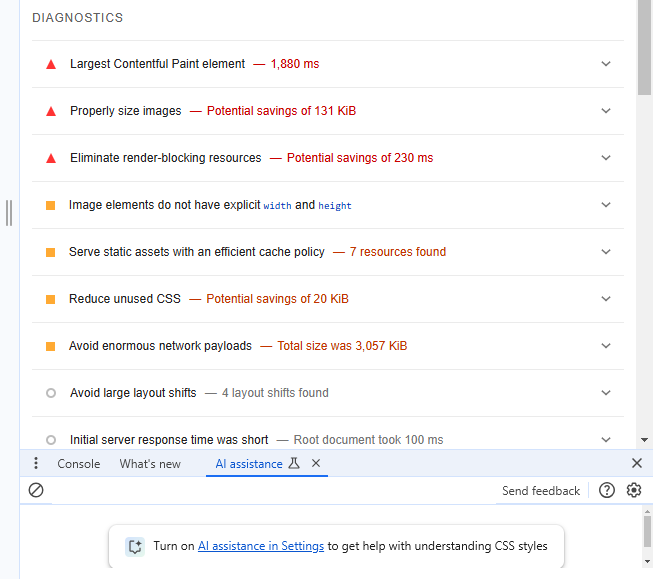 DIAGNOSTICS
Largest Contentful Paint element — 1,880 ms
Properly size images — Potential savings of 131 KiB
Eliminate render-blocking resources — Potential savings of 230 ms
Image elements do not have explicit width and height
Serve static assets with an efficient cache policy — 7 resources found
Reduce unused CSS — Potential savings of 20 KiB
Avoid enormous network payloads — Total size was 3,057 KiB
Avoid large layout shifts — 4 layout shifts found
Initial server response time was short — Root document took 100 ms
Console What's new AI assistance
Send feedback
Turn on AI assistance in Settings to get help with understanding CSS styles